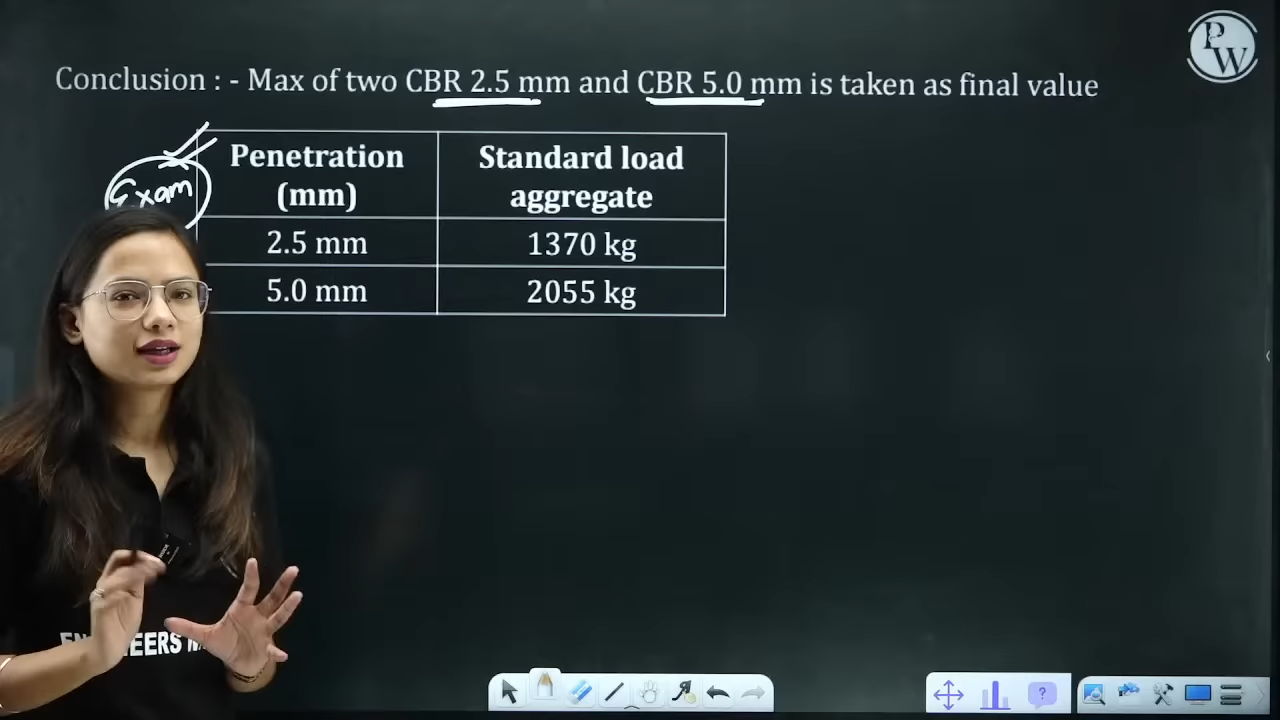 Conclusion : - Max of two CBR 2.5 mm and CBR 5.0 mm is taken as final value
PW
Exam
Penetration (mm)
Standard load aggregate
2.5 mm
1370 kg
5.0 mm
2055 kg